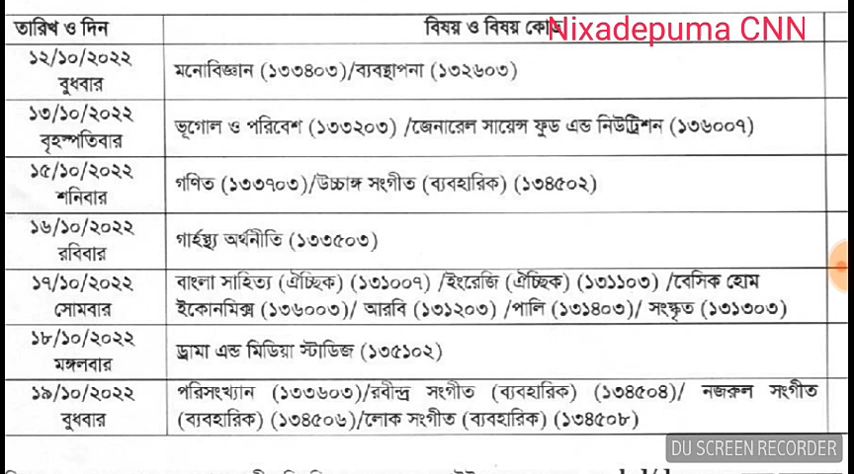 তারিখ ও দিন
বিষয় ও বিষয় কোড
Nixadepuma CNN
১২/১০/২০২২
বুধবার
মনোবিজ্ঞান (১৩৩৪০৩)/ব্যবস্থাপনা (১৩২৬০৩)
১৩/১০/২০২২
বৃহস্পতিবার
ভূগোল ও পরিবেশ (১৩৩২০৩) /জেনারেল সায়েন্স ফুড এন্ড নিউট্রিশন (১৩৬০০৭)
১৫/১০/২০২২
শনিবার
গণিত (১৩৩৭০৩)/উচ্চাঙ্গ সংগীত (ব্যবহারিক) (১৩৪৫০২)
১৬/১০/২০২২
রবিবার
গার্হস্থ্য অর্থনীতি (১৩৩৫০৩)
১৭/১০/২০২২
সোমবার
বাংলা সাহিত্য (ঐচ্ছিক) (১৩১০০৭) /ইংরেজি (ঐচ্ছিক) (১৩১১০৩) /বেসিক হোম
ইকোনমিক্স (১৩৬০০৩)/ আরবি (১৩১২০৩) /পালি (১৩১৪০৩)/ সংস্কৃত (১৩১৩০৩)
১৮/১০/২০২২
মঙ্গলবার
ড্রামা এন্ড মিডিয়া স্টাডিজ (১৩৫১০২)
১৯/১০/২০২২
বুধবার
পরিসংখ্যান (১৩৩৬০৩)/রবীন্দ্র সংগীত (ব্যবহারিক) (১৩৪৫০৪)/ নজরুল সংগীত
(ব্যবহারিক) (১৩৪৫০৬)/লোক সংগীত (ব্যবহারিক) (১৩৪৫০৮)
DU SCREEN RECORDER